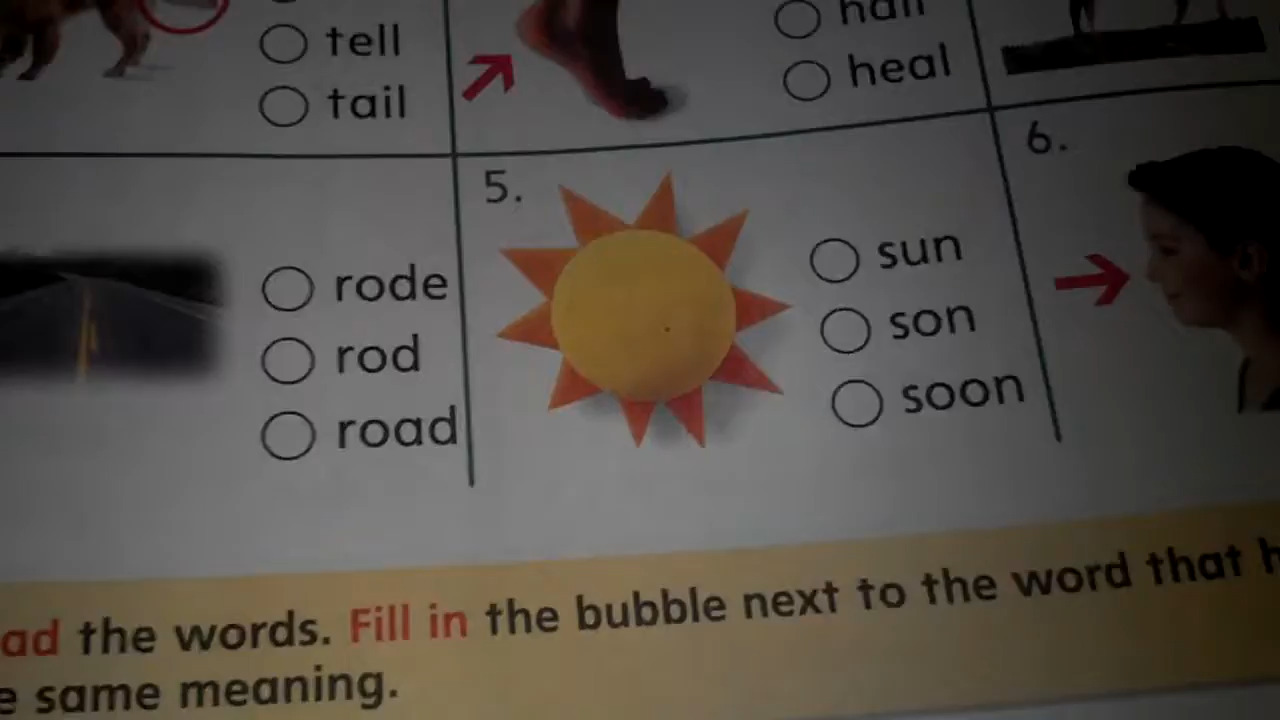 tell
tail
heal
rode
rod
road
5.
sun
son
soon
6.
the words. Fill in the bubble next to the word that
same meaning.